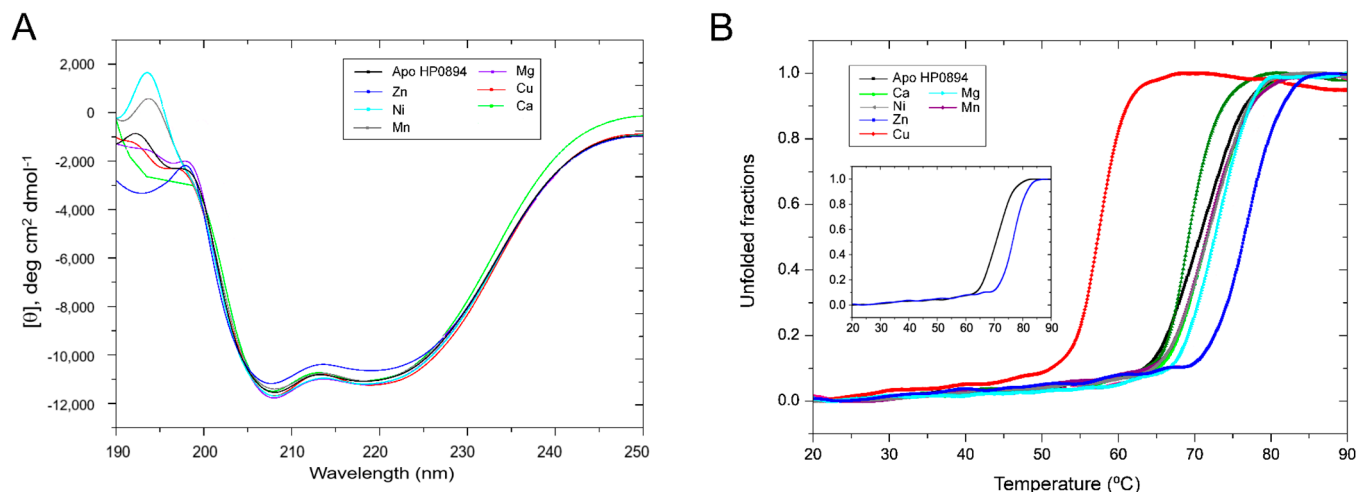 A
2,000
0
-2,000
-4,000
-6,000
-8,000
-10,000
-12,000
[θ], deg cm² dmol⁻¹
Apo HP0894
Zn
Ni
Mn
Mg
Cu
Ca
190 200 210 220 230 240 250
Wavelength (nm)
B
1.0
0.8
0.6
0.4
0.2
0.0
Unfolded fractions
Apo HP0894
Ca
Ni
Zn
Cu
Mg
Mn
1.0
0.8
0.6
0.4
0.2
0.0
20 30 40 50 60 70 80 90
20 30 40 50 60 70 80 90
Temperature (ºC)